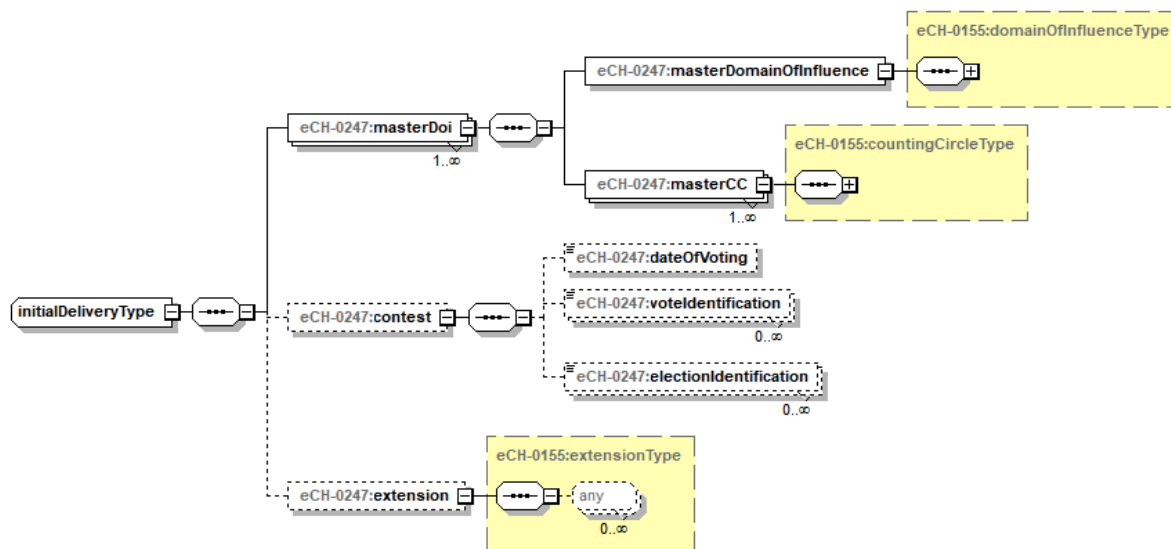 eCH-0155:domainOfInfluenceType
eCH-0247:masterDomainOfInfluence
eCH-0247:masterDoi
1..∞
eCH-0155:countingCircleType
eCH-0247:masterCC
1..∞
eCH-0247:dateOfVoting
initialDeliveryType
eCH-0247:contest
eCH-0247:voteIdentification
0..∞
eCH-0247:electionIdentification
0..∞
eCH-0155:extensionType
eCH-0247:extension
any
0..∞